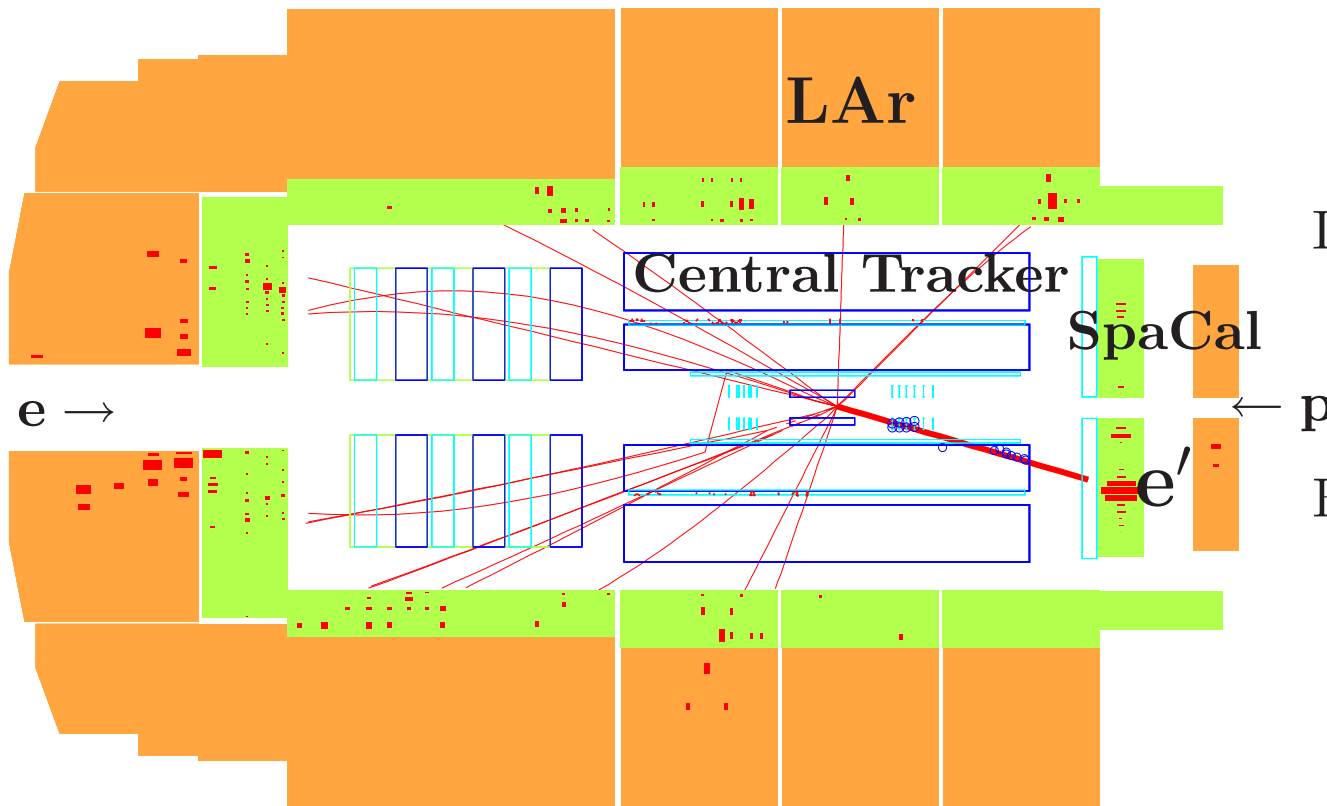 LAr
Central Tracker
SpaCal
e →
← p
e′